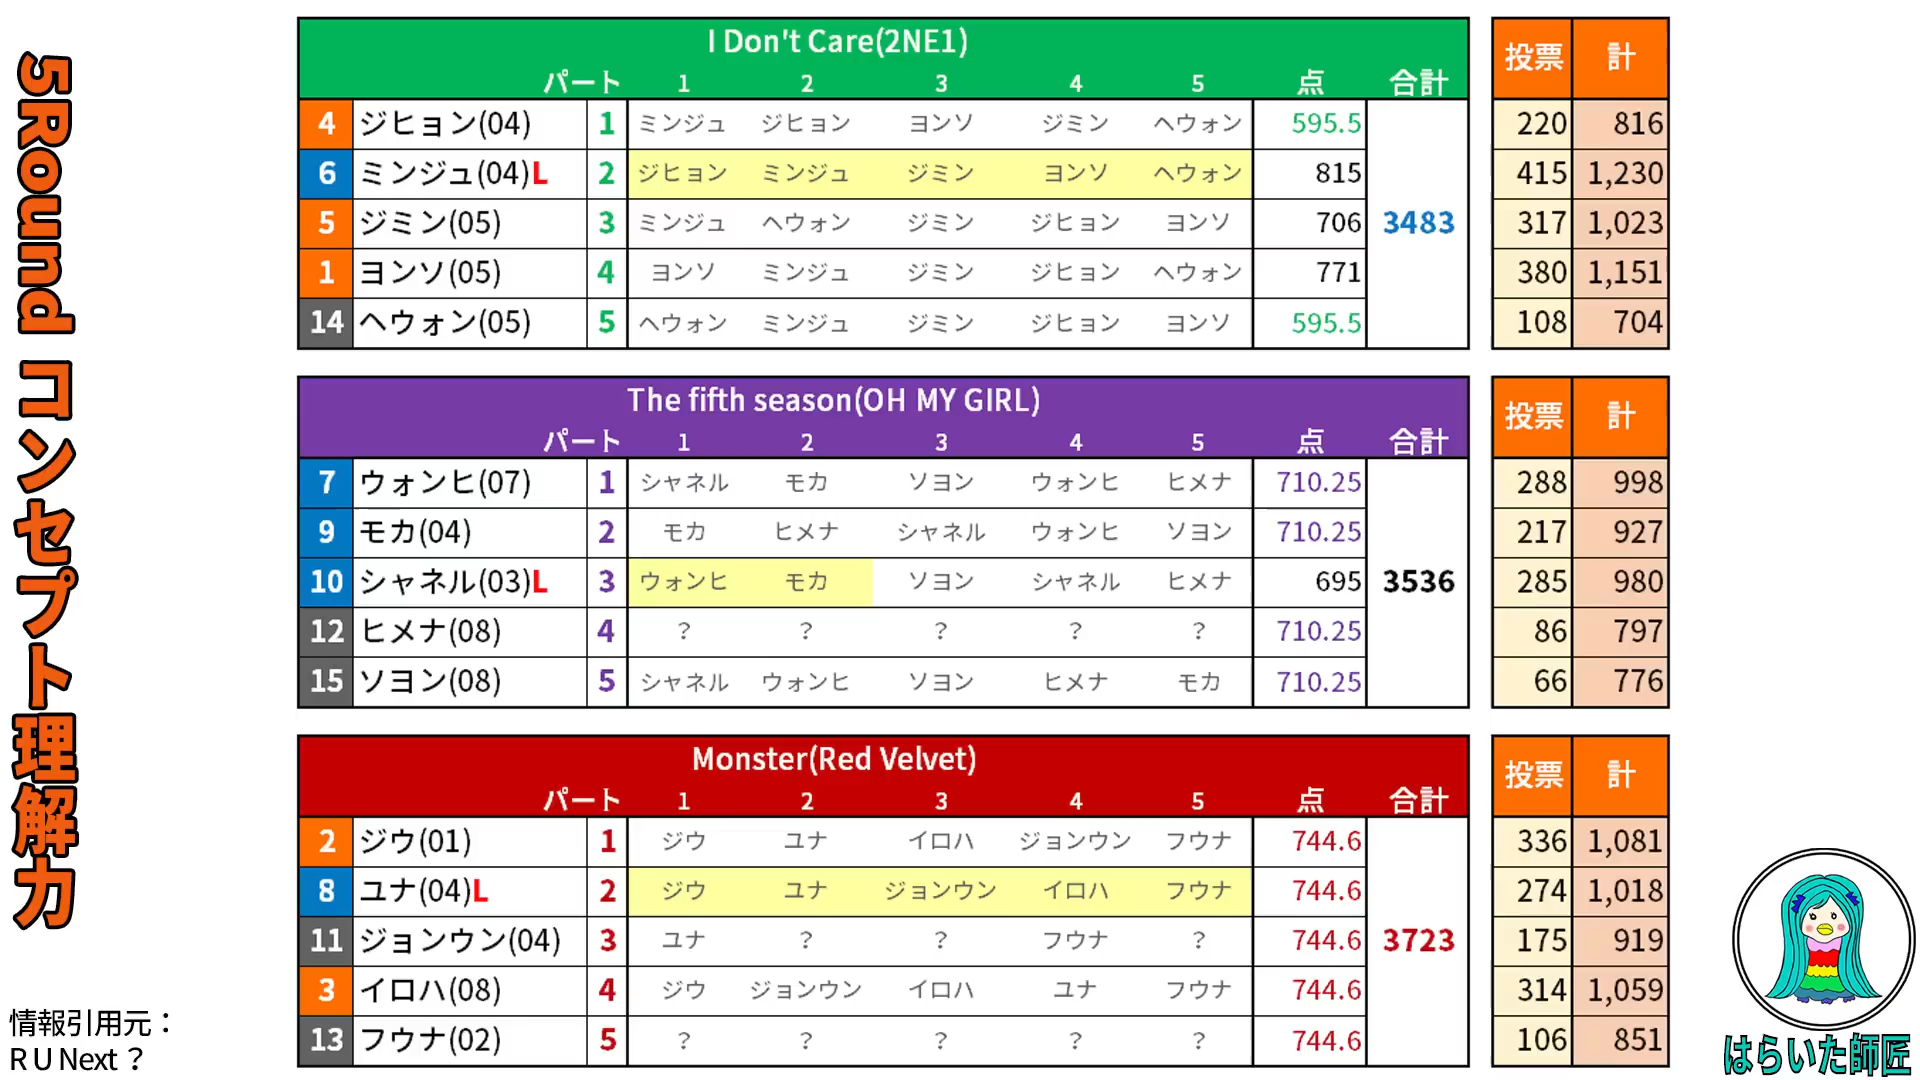 5Round コンセプト理解力
I Don't Care(2NE1)
パート 1 2 3 4 5 点 合計 投票 計
4 ジヒョン(04) 1 ミンジュ ジヒョン ヨンソ ジミン ヘウォン 595.5 220 816
6 ミンジュ(04)L 2 ジヒョン ミンジュ ジミン ヨンソ ヘウォン 815 415 1,230
5 ジミン(05) 3 ミンジュ ヘウォン ジミン ジヒョン ヨンソ 706 3483 317 1,023
1 ヨンソ(05) 4 ヨンソ ミンジュ ジミン ジヒョン ヘウォン 771 380 1,151
14 ヘウォン(05) 5 ヘウォン ミンジュ ジミン ジヒョン ヨンソ 595.5 108 704
The fifth season(OH MY GIRL)
パート 1 2 3 4 5 点 合計 投票 計
7 ウォンヒ(07) 1 シャネル モカ ソヨン ウォンヒ ヒメナ 710.25 288 998
9 モカ(04) 2 モカ ヒメナ シャネル ウォンヒ ソヨン 710.25 217 927
10 シャネル(03)L 3 ウォンヒ モカ ソヨン シャネル ヒメナ 695 3536 285 980
12 ヒメナ(08) 4 ? ? ? ? ? 710.25 86 797
15 ソヨン(08) 5 シャネル ウォンヒ ソヨン ヒメナ モカ 710.25 66 776
Monster(Red Velvet)
パート 1 2 3 4 5 点 合計 投票 計
2 ジウ(01) 1 ジウ ユナ イロハ ジョンウン フウナ 744.6 336 1,081
8 ユナ(04)L 2 ジウ ユナ ジョンウン イロハ フウナ 744.6 274 1,018
11 ジョンウン(04) 3 ユナ ? ? フウナ ? 744.6 3723 175 919
3 イロハ(08) 4 ジウ ジョンウン イロハ ユナ フウナ 744.6 314 1,059
13 フウナ(02) 5 ? ? ? ? ? 744.6 106 851
情報引用元：
R U Next ？
はらいた師匠